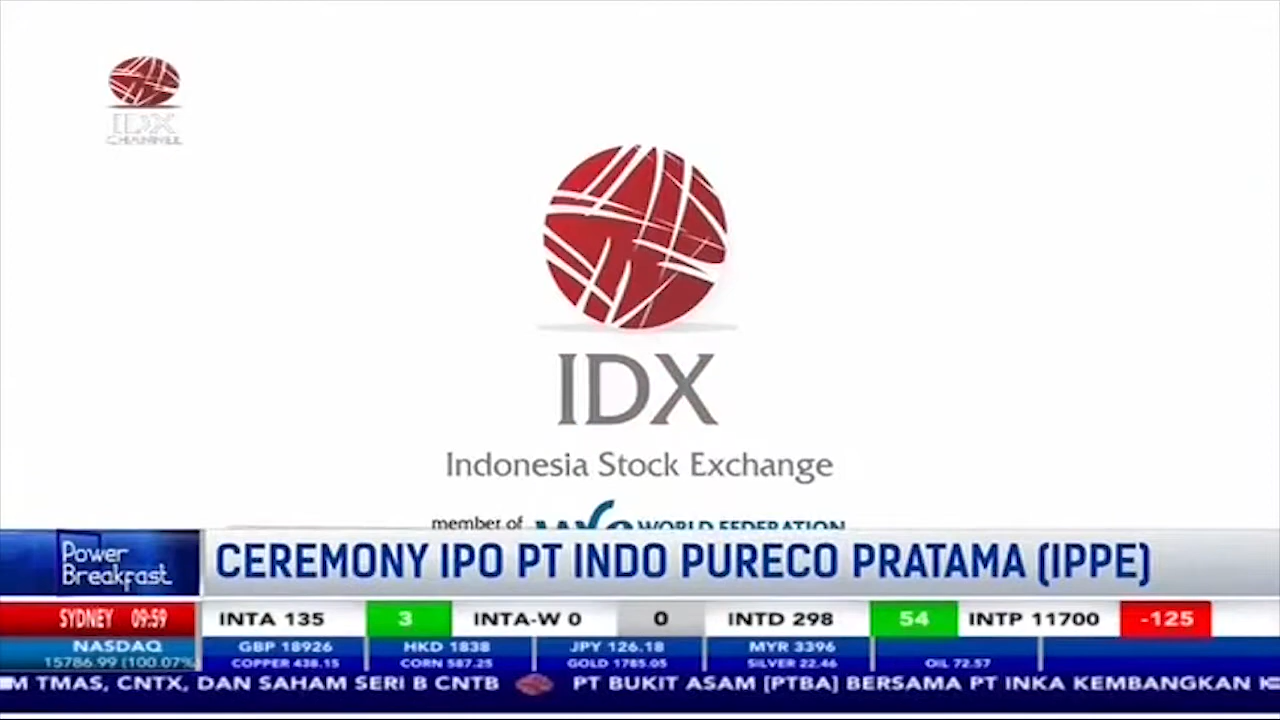 IDX
CHANNEL
IDX
Indonesia Stock Exchange
member of WORLD FEDERATION
Power
Breakfast
CEREMONY IPO PT INDO PURECO PRATAMA (IPPE)
SYDNEY 09:59
INTA 135 3 INTA-W 0 0 INTD 298 54 INTP 11700 -125
NASDAQ
15786.99 (100.07%)
GBP 18926 HKD 1838 JPY 126.18 MYR 3396
COPPER 438.15 CORN 587.25 GOLD 1785.05 SILVER 22.46 OIL 72.57
M TMAS, CNTX, DAN SAHAM SERI B CNTB PT BUKIT ASAM (PTBA) BERSAMA PT INKA KEMBANGKAN